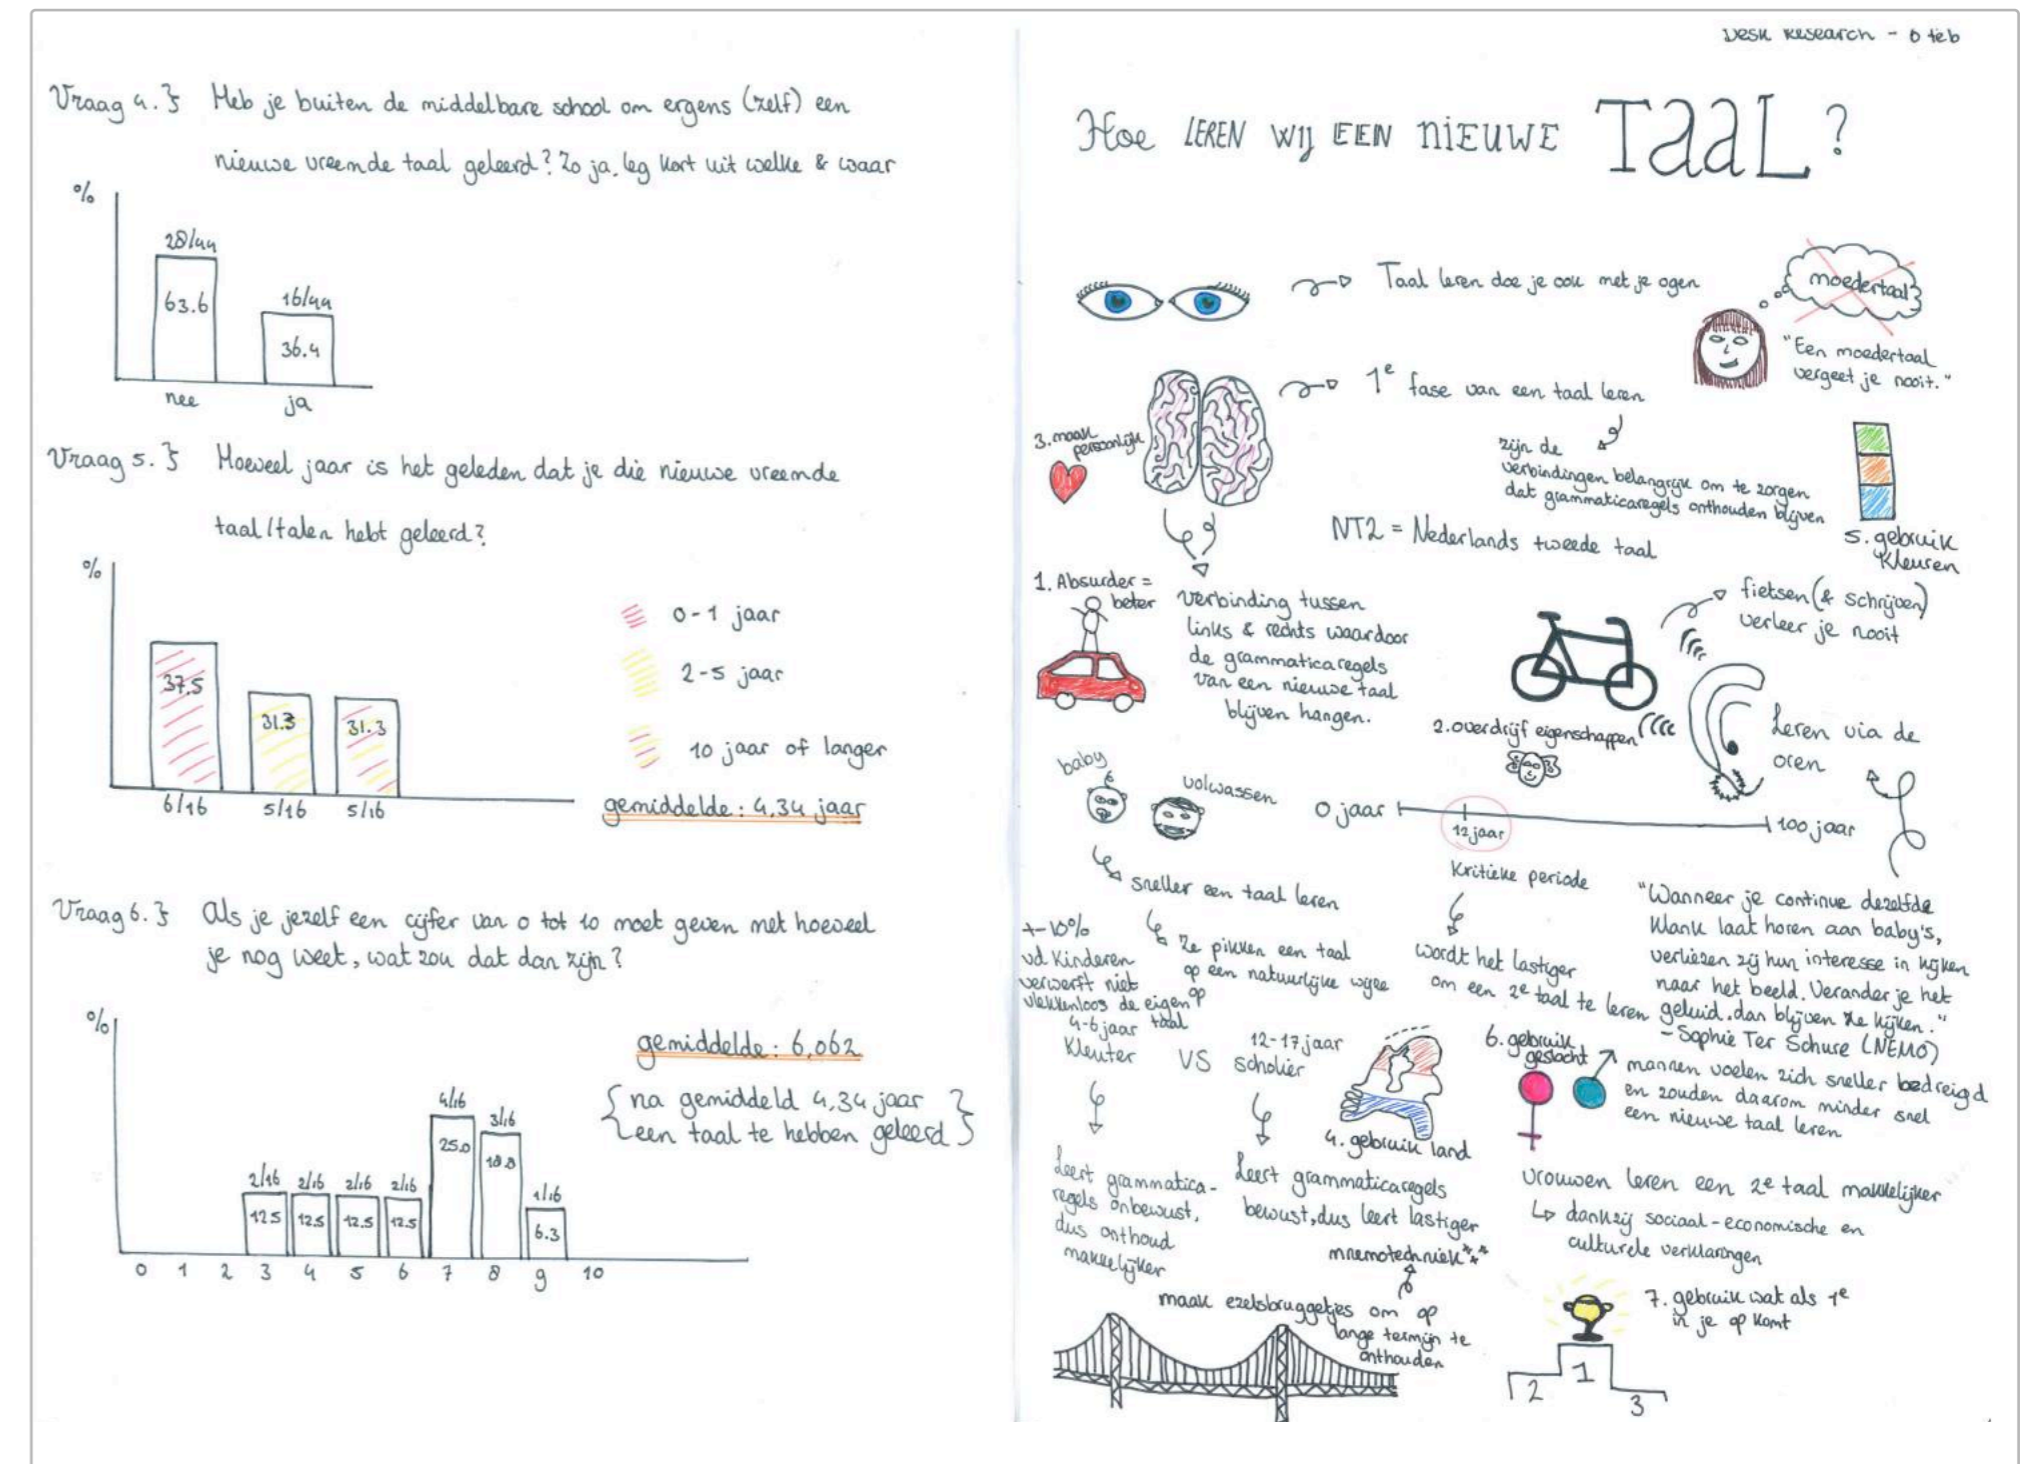 Vraag 4.} Heb je buiten de middelbare school om ergens (zelf) een
nieuwe vreemde taal geleerd? Zo ja, leg kort uit welke & waar
%
28/44
63.6
16/44
36.4
nee
ja
Vraag 5.} Hoeveel jaar is het geleden dat je die nieuwe vreemde
taal/talen hebt geleerd?
%
37.5
31.3
31.3
6/16
5/16
5/16
0-1 jaar
2-5 jaar
10 jaar of langer
gemiddelde: 4,34 jaar
Vraag 6.} Als je jezelf een cijfer van 0 tot 10 moet geven met hoeveel
je nog weet, wat zou dat dan zijn?
%
2/16
2/16
2/16
2/16
4/16
3/16
1/16
12.5
12.5
12.5
12.5
25.0
18.8
6.3
0 1 2 3 4 5 6 7 8 9 10
gemiddelde: 6,062
{na gemiddeld 4,34 jaar
een taal te hebben geleerd}
Desk Research - 8 feb
Hoe LEREN WIJ EEN NIEUWE TaaL?
Taal leren doe je ook met je ogen
moedertaal
"Een moedertaal
vergeet je nooit."
1e fase van een taal leren
zijn de
verbindingen belangrijk om te zorgen
dat grammaticaregels onthouden blijven
3. maak
persoonlijk
5. gebruik
kleuren
NT2 = Nederlands tweede taal
1. Absurder =
beter
verbinding tussen
links & rechts waardoor
de grammaticaregels
van een nieuwe taal
blijven hangen.
fietsen (& schrijven)
verleer je nooit
2. overdrijf eigenschappen
Leren via de
oren
baby
volwassen
0 jaar
12 jaar
100 jaar
sneller een taal leren
Ze pikken een taal
op een natuurlijke wijze
op
Kritieke periode
wordt het lastiger
om een 2e taal te leren
"Wanneer je continue dezelfde
klank laat horen aan baby's,
verliezen zij hun interesse in kijken
naar het beeld. Verander je het
geluid, dan blijven ze kijken."
- Sophie Ter Schure (NEMO)
+-10%
vd kinderen
verwerft niet
vlekkenloos de eigen
taal
4-6 jaar
Kleuter
VS
12-17 jaar
scholier
Leert grammatica-
regels onbewust,
dus onthoud
makkelijker
Leert grammaticaregels
bewust, dus leert lastiger
4. gebruik land
6. gebruik
geslacht
mannen voelen zich sneller bedreigd
en zouden daarom minder snel
een nieuwe taal leren
vrouwen leren een 2e taal makkelijker
dankzij sociaal-economische en
culturele verklaringen
mnemotechniek
maak ezelsbruggetjes om op
lange termijn te
onthouden
7. gebruik wat als 1e
in je op komt
2
1
3